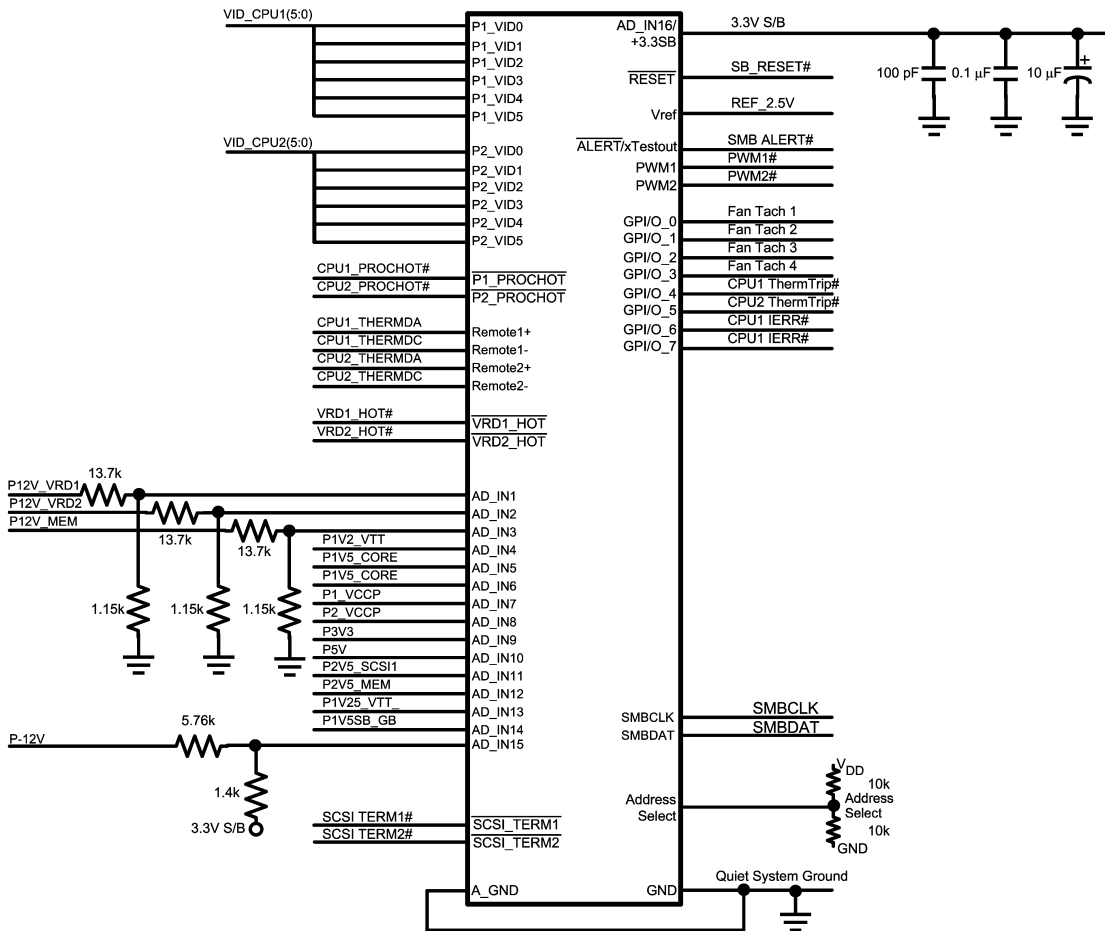 VID_CPU1(5:0)
P1_VID0
P1_VID1
P1_VID2
P1_VID3
P1_VID4
P1_VID5
VID_CPU2(5:0)
P2_VID0
P2_VID1
P2_VID2
P2_VID3
P2_VID4
P2_VID5
CPU1_PROCHOT#
P1_PROCHOT
CPU2_PROCHOT#
P2_PROCHOT
CPU1_THERMDA
Remote1+
CPU1_THERMDC
Remote1-
CPU2_THERMDA
Remote2+
CPU2_THERMDC
Remote2-
VRD1_HOT#
VRD1_HOT
VRD2_HOT#
VRD2_HOT
P12V_VRD1
13.7k
AD_IN1
P12V_VRD2
13.7k
AD_IN2
P12V_MEM
13.7k
AD_IN3
1.15k
1.15k
1.15k
P1V2_VTT
AD_IN4
P1V5_CORE
AD_IN5
P1V5_CORE
AD_IN6
P1_VCCP
AD_IN7
P2_VCCP
AD_IN8
P3V3
AD_IN9
P5V
AD_IN10
P2V5_SCSI1
AD_IN11
P2V5_MEM
AD_IN12
P1V25_VTT_
AD_IN13
P1V5SB_GB
AD_IN14
P-12V
5.76k
AD_IN15
1.4k
3.3V S/B
SCSI TERM1#
SCSI_TERM1
SCSI TERM2#
SCSI_TERM2
A_GND
AD_IN16/
+3.3SB
3.3V S/B
100 pF
0.1 µF
10 µF
+
RESET
SB_RESET#
Vref
REF_2.5V
ALERT/xTestout
SMB ALERT#
PWM1
PWM1#
PWM2
PWM2#
GPI/O_0
Fan Tach 1
GPI/O_1
Fan Tach 2
GPI/O_2
Fan Tach 3
GPI/O_3
Fan Tach 4
GPI/O_4
CPU1 ThermTrip#
GPI/O_5
CPU2 ThermTrip#
GPI/O_6
CPU1 IERR#
GPI/O_7
CPU1 IERR#
SMBCLK
SMBCLK
SMBDAT
SMBDAT
Address
Select
VDD
10k
Address
Select
10k
GND
GND
Quiet System Ground